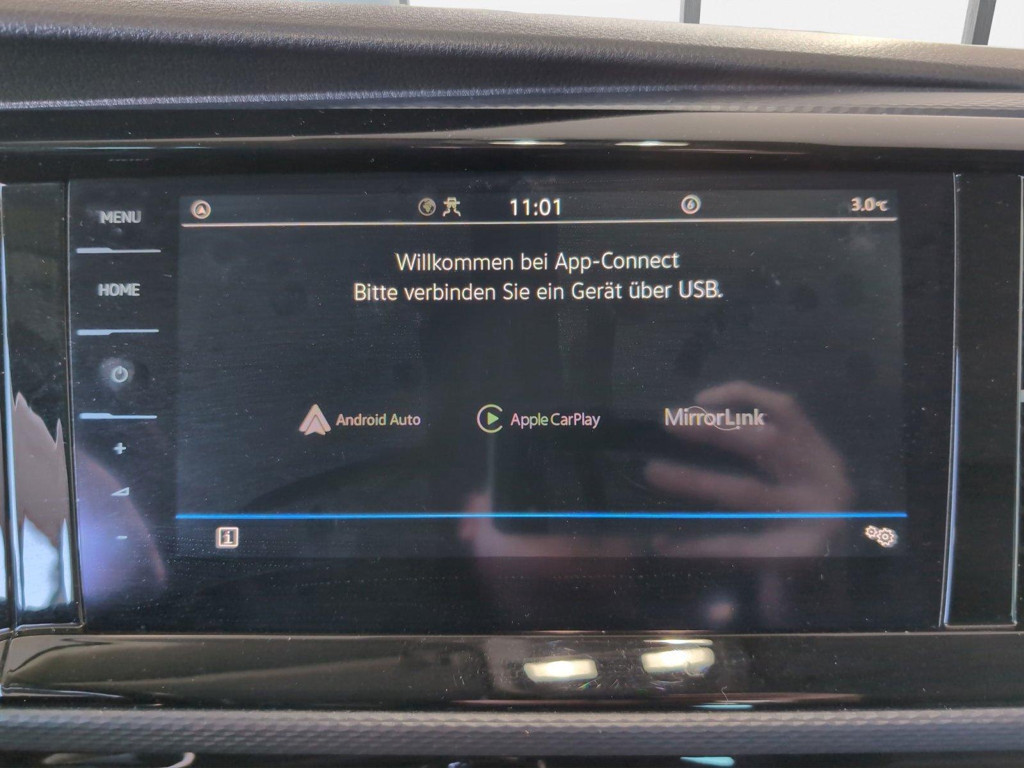 MENU
HOME
11:01
6
3.0°C
Willkommen bei App-Connect
Bitte verbinden Sie ein Gerät über USB.
Android Auto
Apple CarPlay
MirrorLink
i
+
-